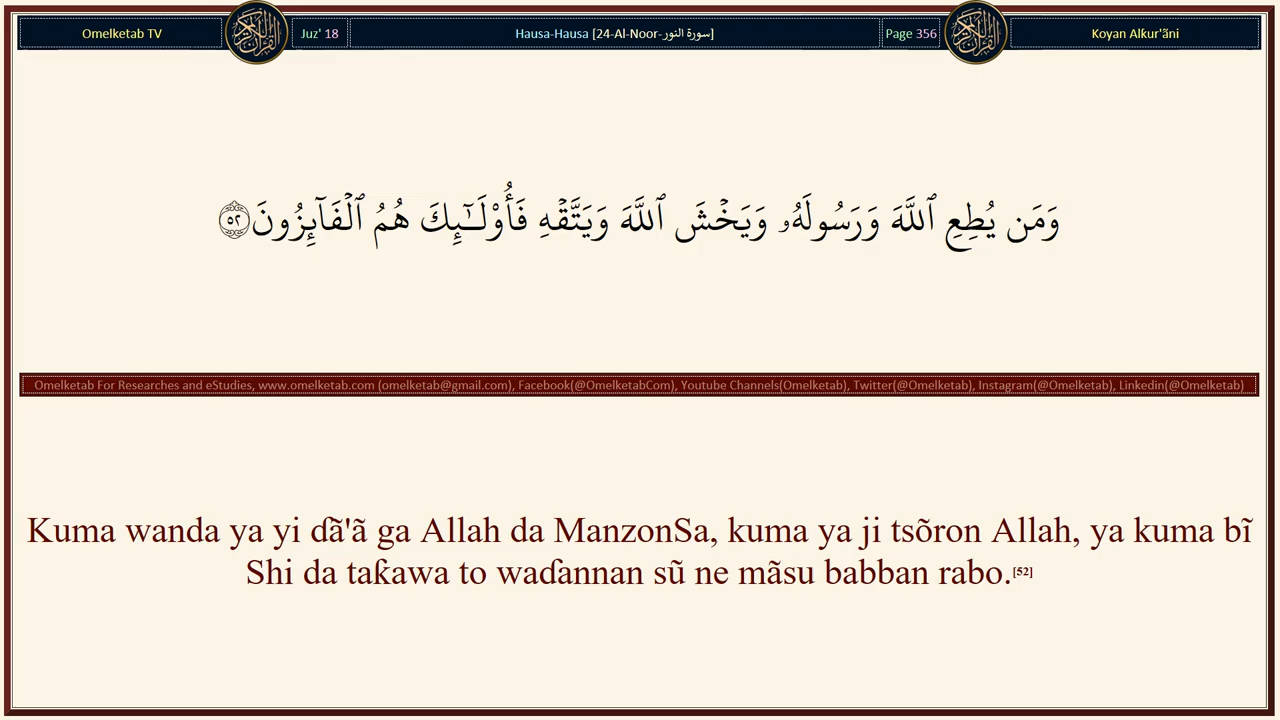 Omelketab TV
Juz' 18
Hausa-Hausa [24-Al-Noor-سورة النور]
Page 356
Koyan Alƙur'ãni
وَمَن يُطِعِ ٱللَّهَ وَرَسُولَهُۥ وَيَخۡشَ ٱللَّهَ وَيَتَّقۡهِ فَأُوْلَـٰٓئِكَ هُمُ ٱلۡفَآئِزُونَ ٥٢
Omelketab For Researches and eStudies, www.omelketab.com (omelketab@gmail.com), Facebook(@OmelketabCom), Youtube Channels(Omelketab), Twitter(@Omelketab), Instagram(@Omelketab), Linkedin(@Omelketab)
Kuma wanda ya yi ɗã'ã ga Allah da ManzonSa, kuma ya ji tsõron Allah, ya kuma bĩ
Shi da taƙawa to waɗannan sũ ne mãsu babban rabo.[52]